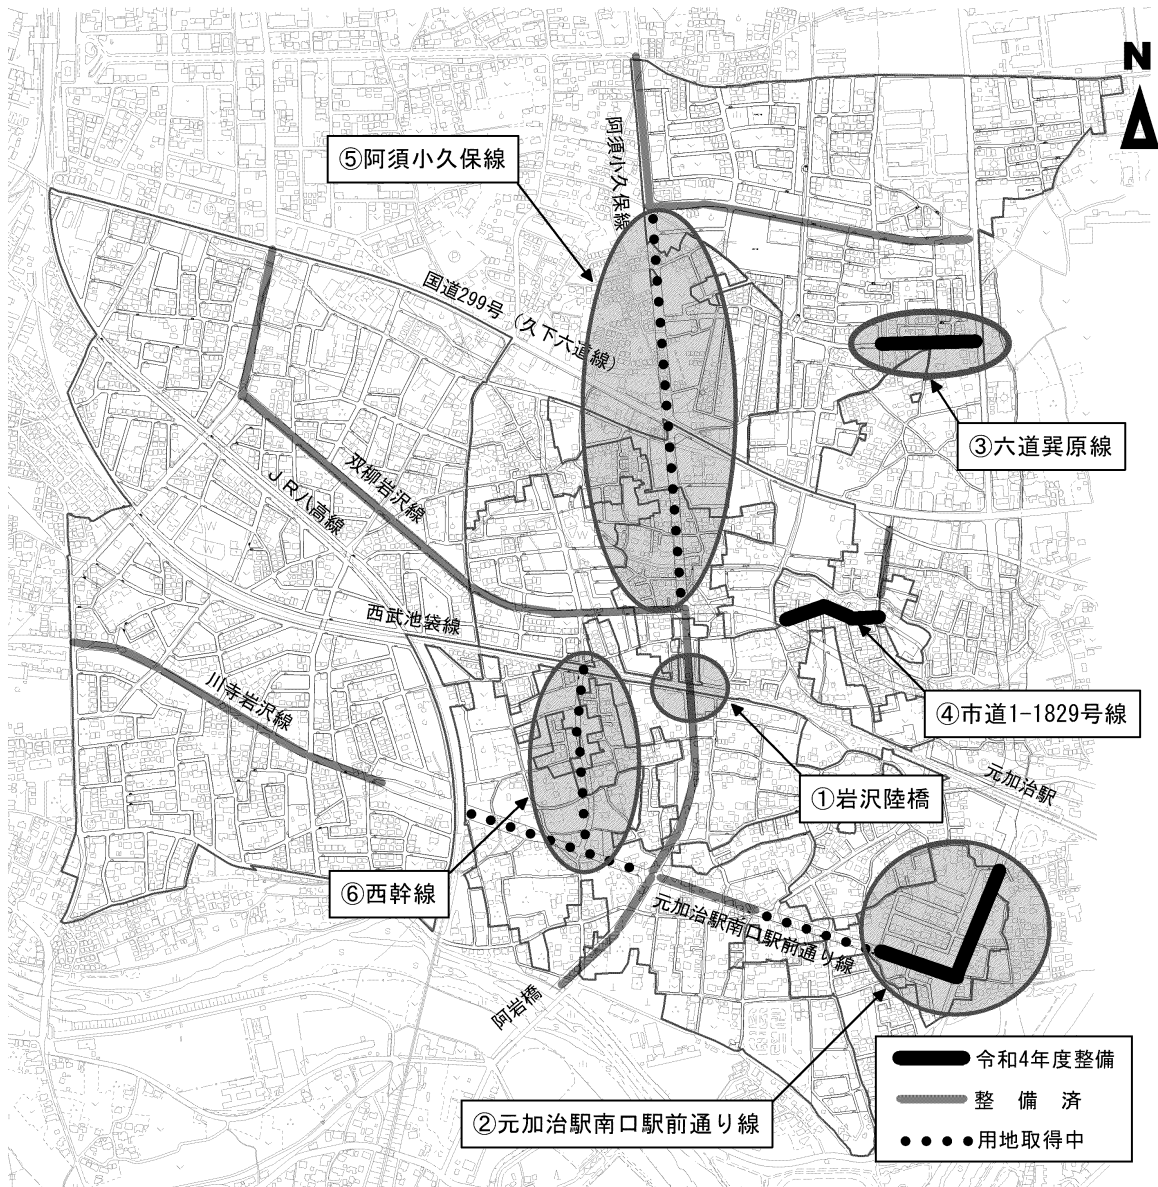 N
⑤阿須小久保線
阿須小久保線
国道299号（久下六道線）
③六道巽原線
双柳岩沢線
ＪＲ八高線
西武池袋線
川寺岩沢線
④市道1-1829号線
元加治駅
①岩沢陸橋
⑥西幹線
元加治駅南口駅前通り線
阿岩橋
②元加治駅南口駅前通り線
令和4年度整備
整　備　済
用地取得中